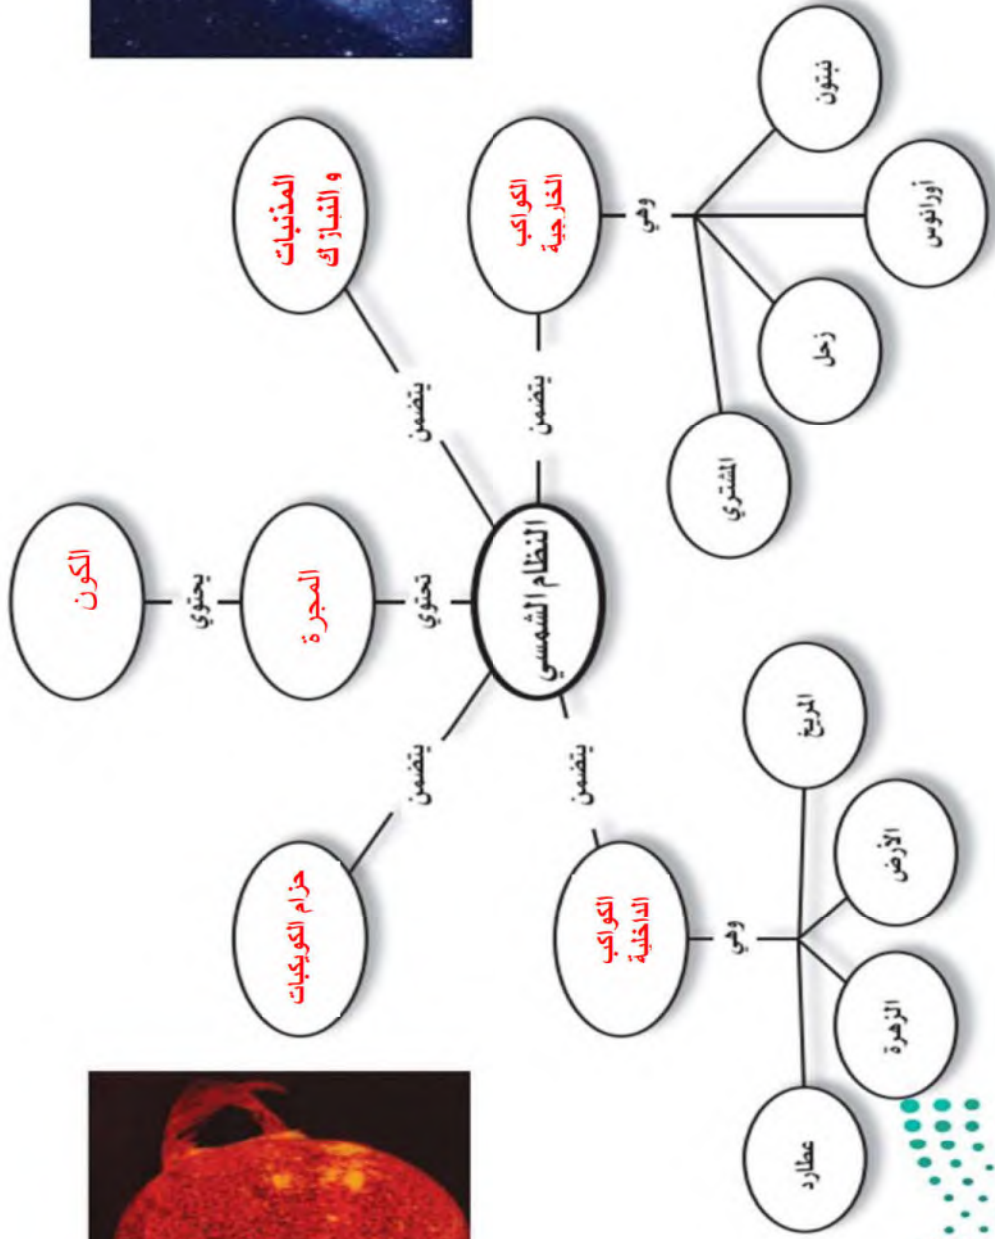 الكون
يحتوي
المجرة
تحتوي
النظام الشمسي
يتضمن
المذنبات
و النيازك
يتضمن
حزام الكويكبات
يتضمن
الكواكب
الخارجية
وهي
نبتون
أورانوس
زحل
المشتري
يتضمن
الكواكب
الداخلية
وهي
المريخ
الأرض
الزهرة
عطارد